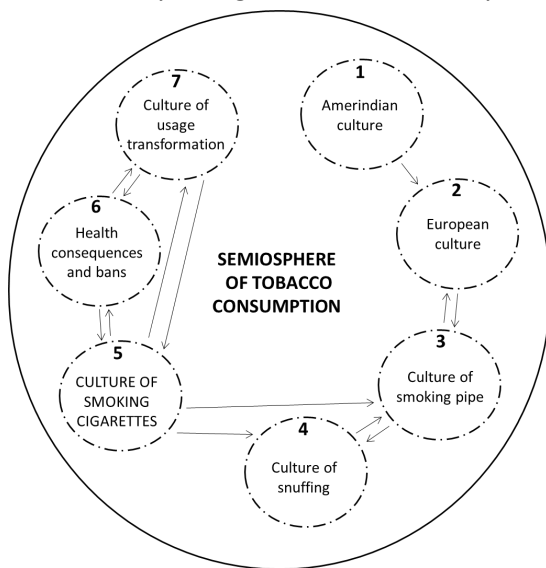 7
Culture of
usage
transformation
1
Amerindian
culture
2
European
culture
6
Health
consequences
and bans
SEMIOSPHERE
OF TOBACCO
CONSUMPTION
3
Culture of
smoking pipe
5
CULTURE OF
SMOKING
CIGARETTES
4
Culture of
snuffing